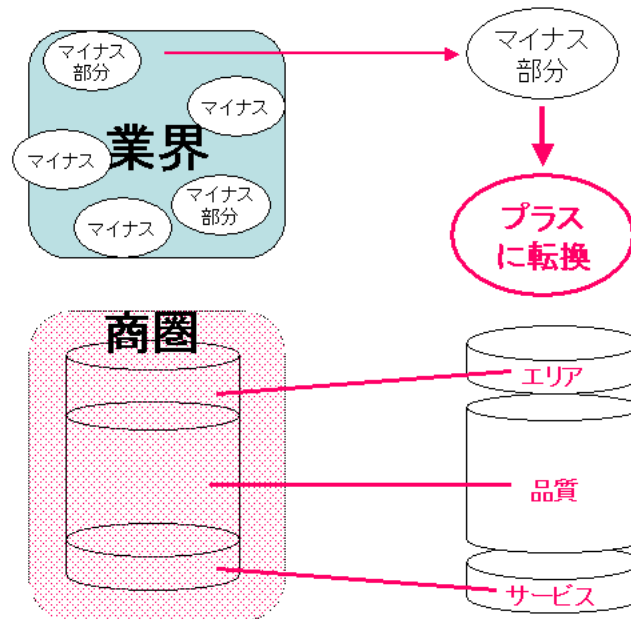 マイナス
部分
マイナス
マイナス
業界
マイナス
部分
マイナス
マイナス
部分
プラス
に転換
商圏
エリア
品質
サービス